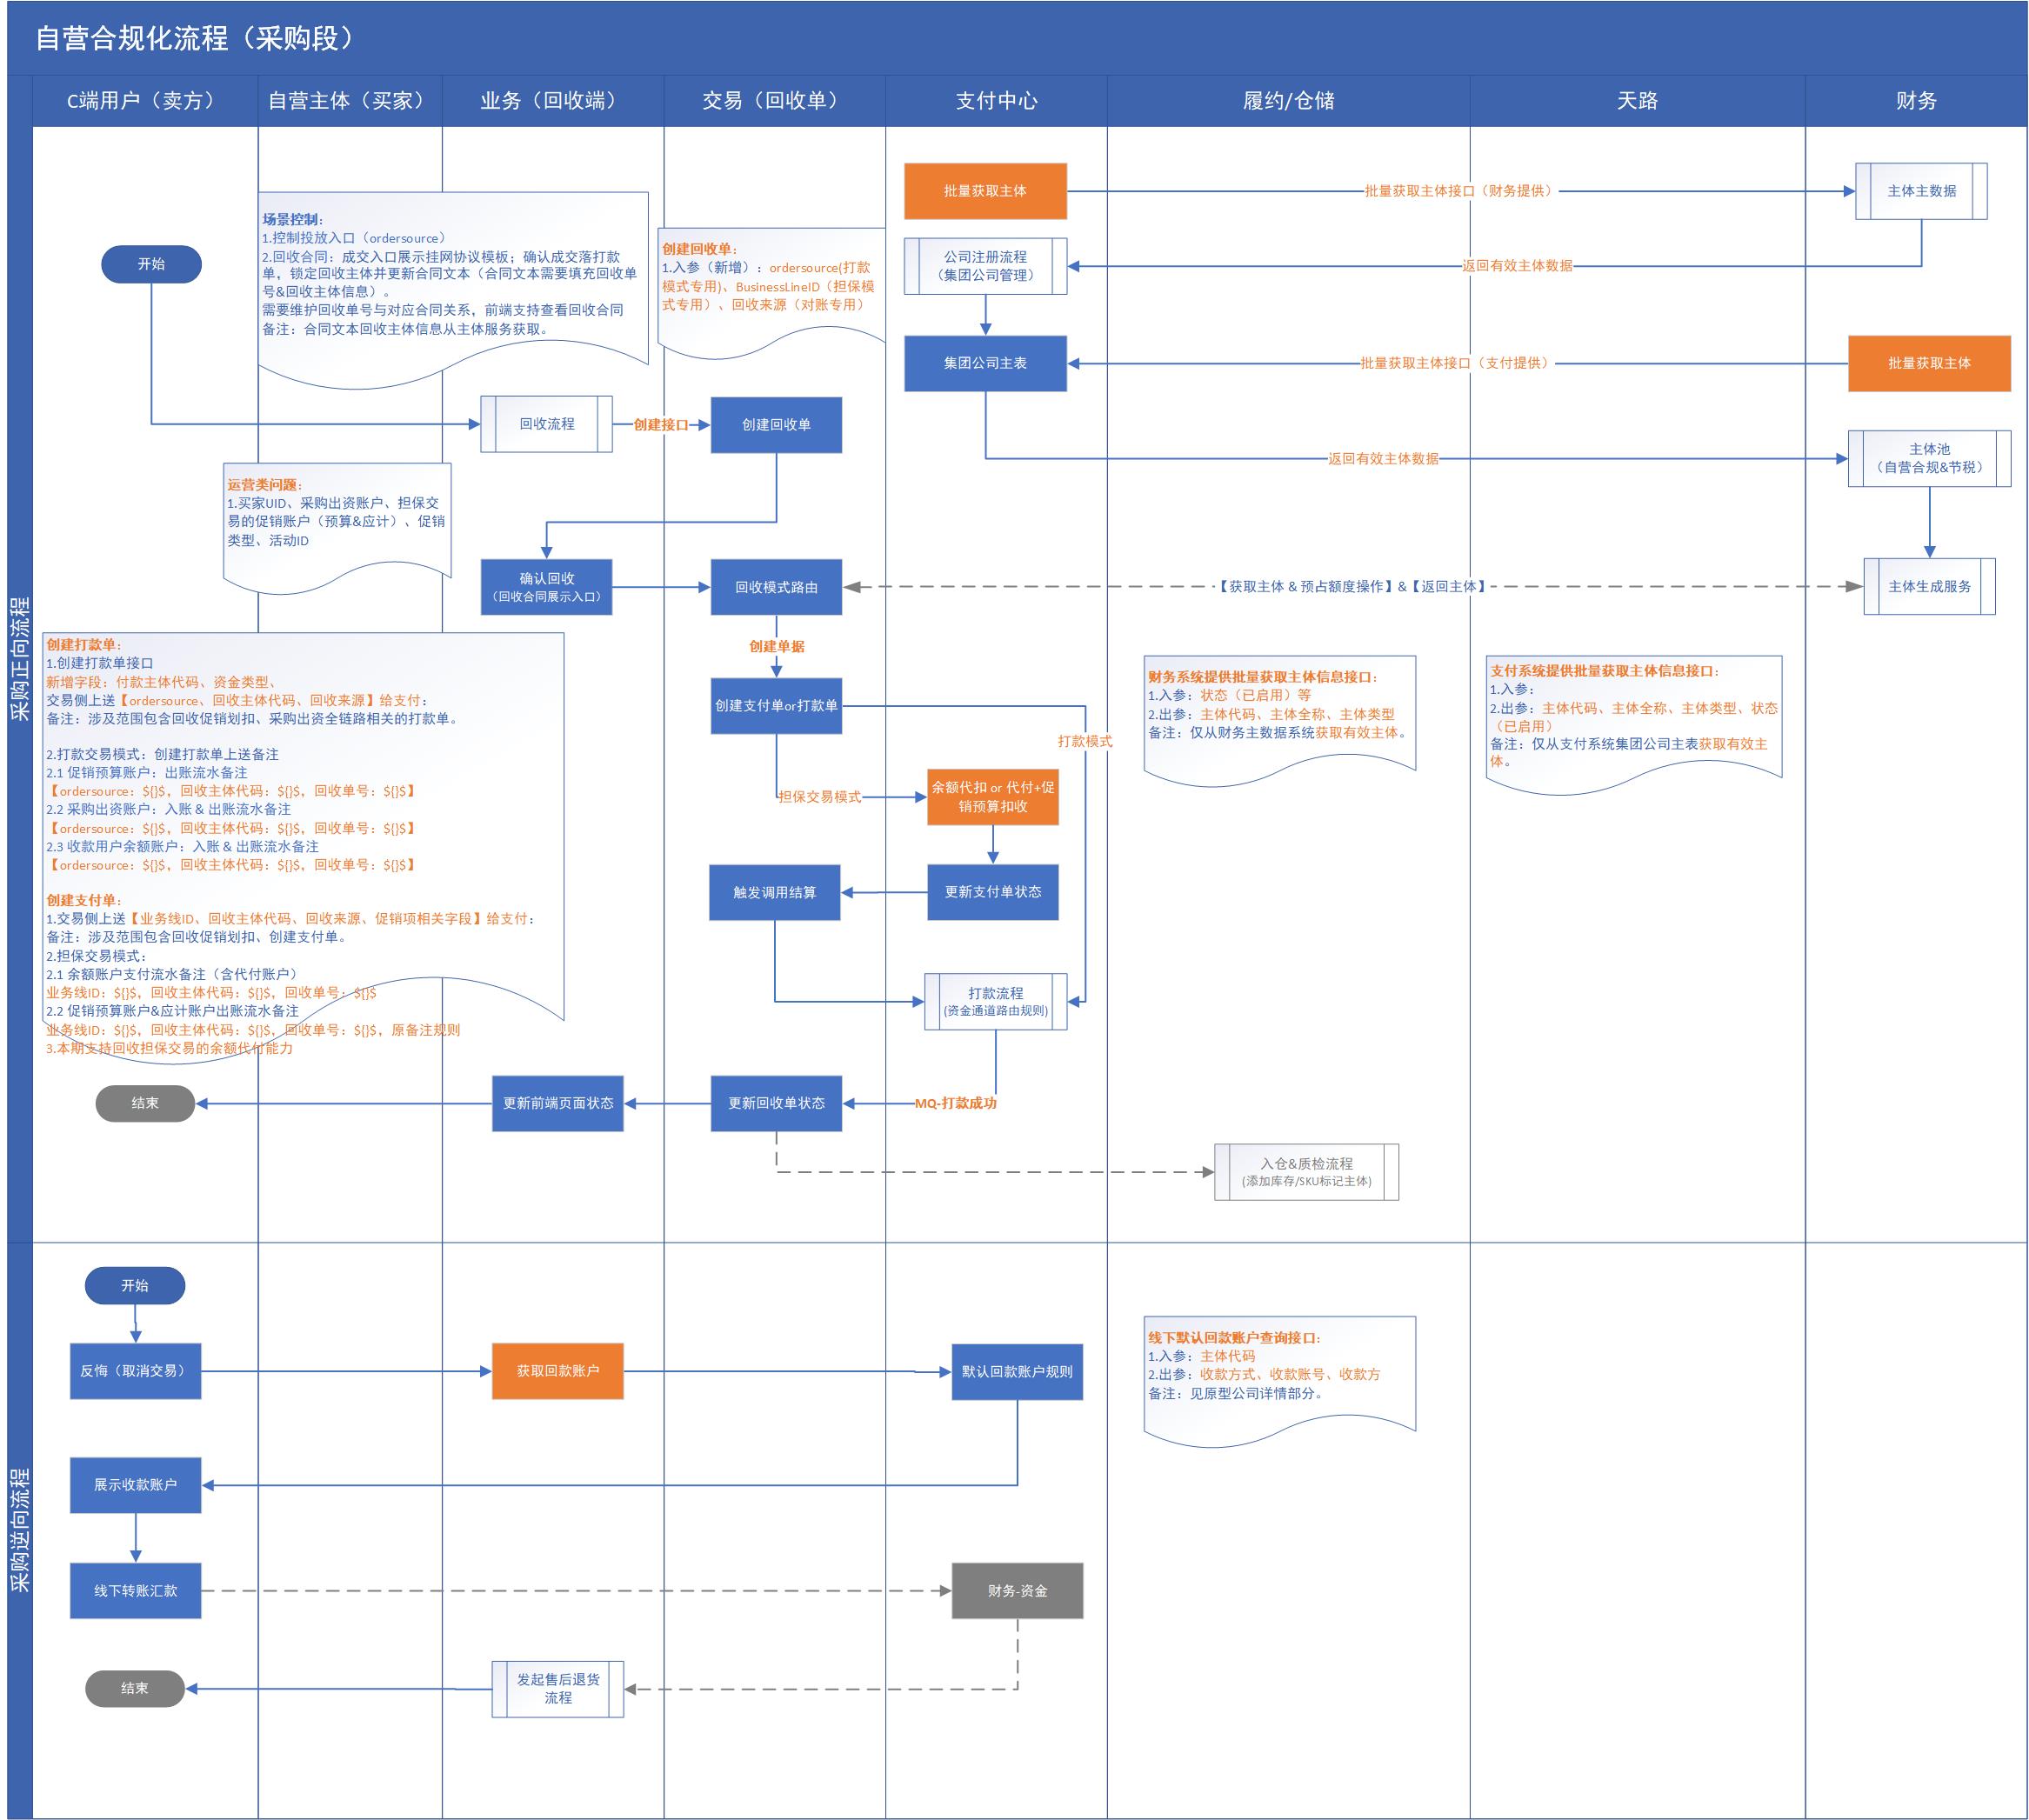 自营合规化流程（采购段）
C端用户（卖方）
自营主体（买家）
业务（回收端）
交易（回收单）
支付中心
履约/仓储
天路
财务
采购正向流程
批量获取主体
批量获取主体接口（财务提供）
主体主数据
场景控制：
1.控制投放入口（ordersource）
2.回收合同：成交入口展示挂网协议模板；确认成交落打款
单，锁定回收主体并更新合同文本（合同文本需要填充回收单
号&回收主体信息）。
需要维护回收单号与对应合同关系，前端支持查看回收合同
备注：合同文本回收主体信息从主体服务获取。
创建回收单：
1.入参（新增）：ordersource(打款
模式专用)、BusinessLineID（担保模
式专用）、回收来源（对账专用）
开始
公司注册流程
（集团公司管理）
返回有效主体数据
集团公司主表
批量获取主体接口（支付提供）
批量获取主体
回收流程
创建接口
创建回收单
返回有效主体数据
主体池
（自营合规&节税）
运营类问题：
1.买家UID、采购出资账户、担保交
易的促销账户（预算&应计）、促销
类型、活动ID
确认回收
（回收合同展示入口）
回收模式路由
【获取主体 & 预占额度操作】&【返回主体】
主体生成服务
创建单据
创建打款单：
1.创建打款单接口
新增字段：付款主体代码、资金类型、
交易侧上送【ordersource、回收主体代码、回收来源】给支付；
备注：涉及范围包含回收促销划扣、采购出资全链路相关的打款单。
2.打款交易模式：创建打款单上送备注
2.1 促销预算账户：出账流水备注
【ordersource：${}$，回收主体代码：${}$，回收单号：${}$】
2.2 采购出资账户：入账 & 出账流水备注
【ordersource：${}$，回收主体代码：${}$，回收单号：${}$】
2.3 收款用户余额账户：入账 & 出账流水备注
【ordersource：${}$，回收主体代码：${}$，回收单号：${}$】
创建支付单：
1.交易侧上送【业务线ID、回收主体代码、回收来源、促销项相关字段】给支付；
备注：涉及范围包含回收促销划扣、创建支付单。
2.担保交易模式：
2.1 余额账户支付流水备注（含代付账户）
业务线ID：${}$，回收主体代码：${}$，回收单号：${}$
2.2 促销预算账户&应计账户出账流水备注
业务线ID：${}$，回收主体代码：${}$，回收单号：${}$，原备注规则
3.本期支持回收担保交易的余额代付能力
创建支付单or打款单
打款模式
担保交易模式
余额代扣 or 代付+促
销预算扣收
财务系统提供批量获取主体信息接口：
1.入参：状态（已启用）等
2.出参：主体代码、主体全称、主体类型
备注：仅从财务主数据系统获取有效主体。
支付系统提供批量获取主体信息接口：
1.入参：
2.出参：主体代码、主体全称、主体类型、状态
（已启用）
备注：仅从支付系统集团公司主表获取有效主
体。
触发调用结算
更新支付单状态
打款流程
(资金通道路由规则)
结束
更新前端页面状态
更新回收单状态
MQ-打款成功
入仓&质检流程
(添加库存/SKU标记主体)
采购逆向流程
开始
反悔（取消交易）
获取回款账户
默认回款账户规则
线下默认回款账户查询接口：
1.入参：主体代码
2.出参：收款方式、收款账号、收款方
备注：见原型公司详情部分。
展示收款账户
线下转账汇款
财务-资金
结束
发起售后退货
流程